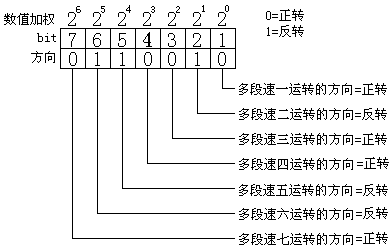 数值加权 2⁶ 2⁵ 2⁴ 2³ 2² 2¹ 2⁰ 0=正转
bit 7 6 5 4 3 2 1 1=反转
方向 0 1 1 0 0 1 0
多段速一运转的方向=正转
多段速二运转的方向=反转
多段速三运转的方向=正转
多段速四运转的方向=正转
多段速五运转的方向=反转
多段速六运转的方向=反转
多段速七运转的方向=正转